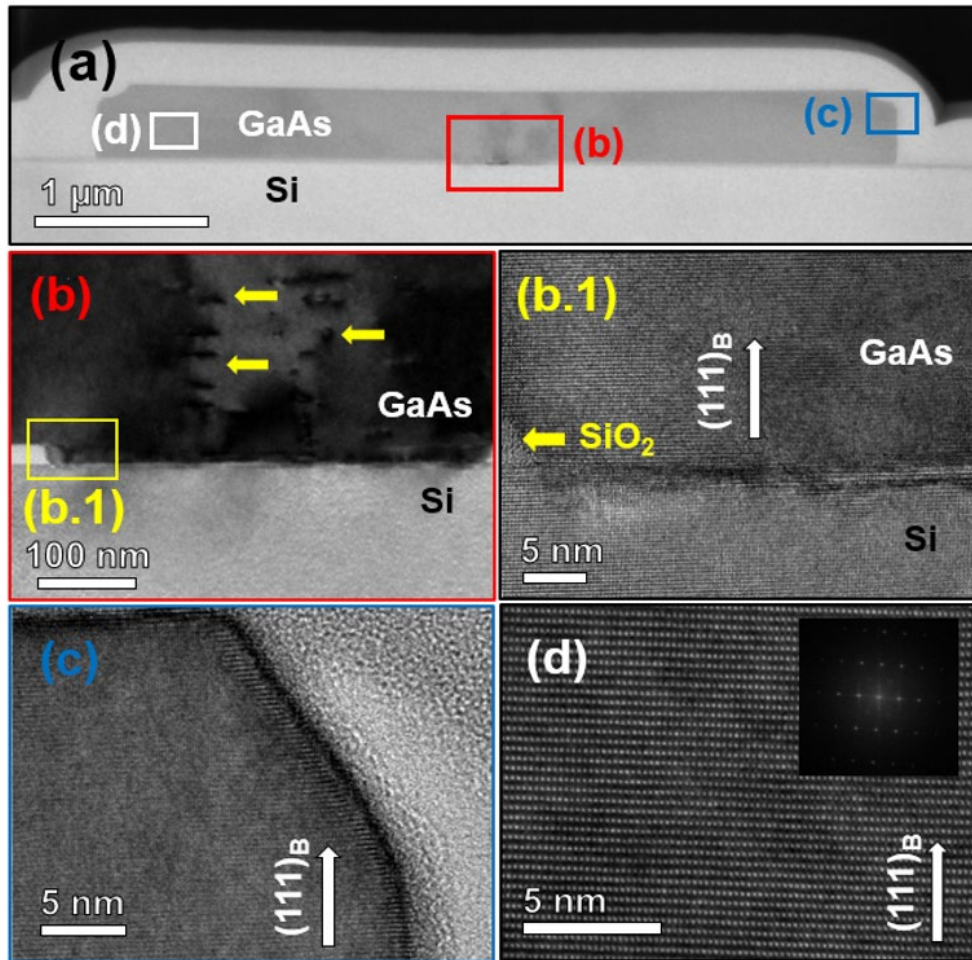 (a)
(d)
GaAs
(b)
(c)
1 µm
Si
(b)
GaAs
(b.1)
Si
100 nm
(b.1)
GaAs
(111)B
SiO2
Si
5 nm
(c)
5 nm
(111)B
(d)
5 nm
(111)B